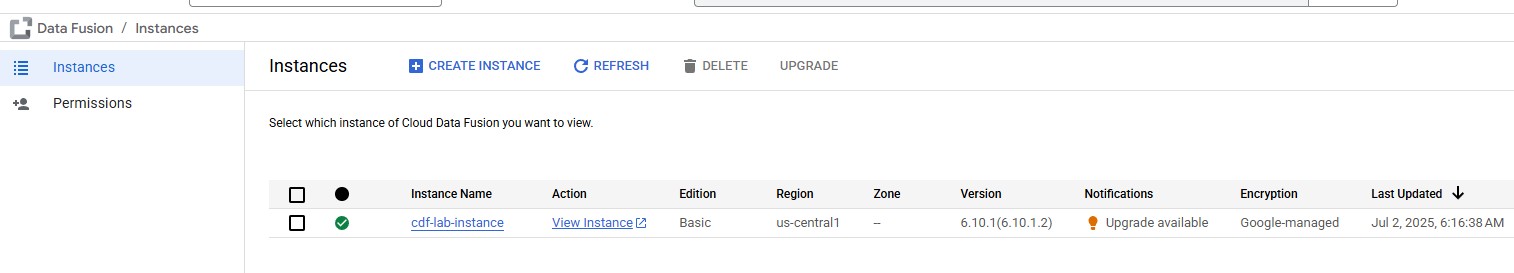 Data Fusion / Instances
Instances
Permissions
Instances CREATE INSTANCE REFRESH DELETE UPGRADE
Select which instance of Cloud Data Fusion you want to view.
Instance Name Action Edition Region Zone Version Notifications Encryption Last Updated
cdf-lab-instance View Instance Basic us-central1 -- 6.10.1(6.10.1.2) Upgrade available Google-managed Jul 2, 2025, 6:16:38 AM